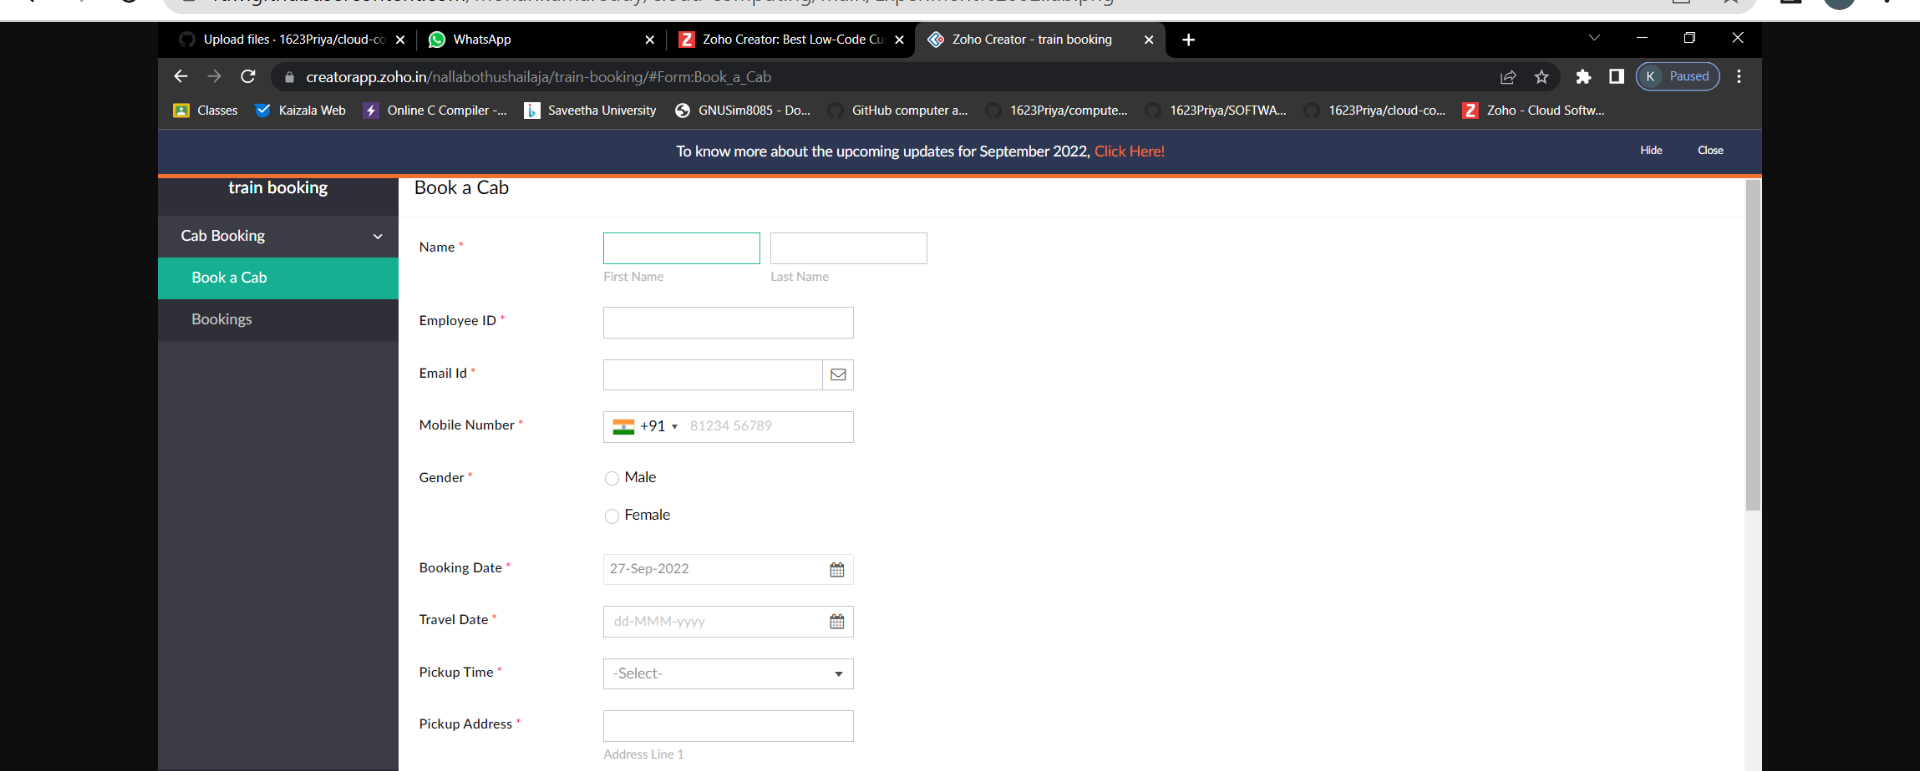 Upload files · 1623Priya/cloud-co
WhatsApp
Zoho Creator: Best Low-Code Cu
Zoho Creator - train booking
creatorapp.zoho.in/nallabothushailaja/train-booking/#Form:Book_a_Cab
K Paused
Classes
Kaizala Web
Online C Compiler -...
Saveetha University
GNUSim8085 - Do...
GitHub computer a...
1623Priya/compute...
1623Priya/SOFTWA...
1623Priya/cloud-co...
Zoho - Cloud Softw...
To know more about the upcoming updates for September 2022, Click Here!
Hide
Close
train booking
Book a Cab
Cab Booking
Book a Cab
Bookings
Name *
First Name
Last Name
Employee ID *
Email Id *
Mobile Number *
+91
81234 56789
Gender *
Male
Female
Booking Date *
27-Sep-2022
Travel Date *
dd-MMM-yyyy
Pickup Time *
-Select-
Pickup Address *
Address Line 1